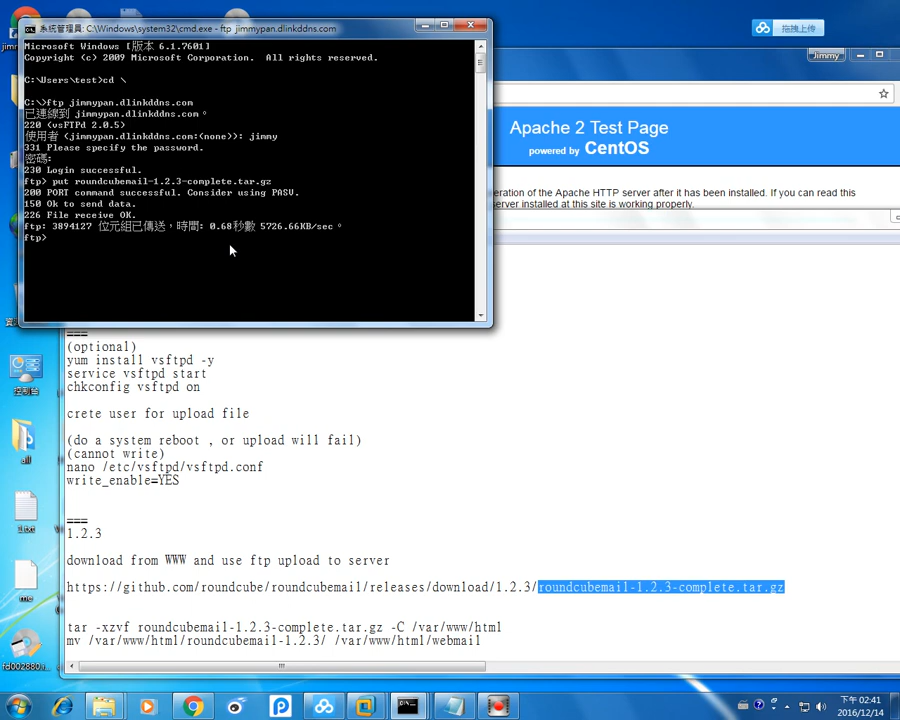 系統管理員: C:\Windows\system32\cmd.exe - ftp jimmypan.dlinkddns.com
Microsoft Windows [版本 6.1.7601]
Copyright (c) 2009 Microsoft Corporation.  All rights reserved.
C:\Users\test>cd \
C:\>ftp jimmypan.dlinkddns.com
已連線到 jimmypan.dlinkddns.com。
220 (vsFTPd 2.0.5)
使用者 (jimmypan.dlinkddns.com:(none)): jimmy
331 Please specify the password.
密碼:
230 Login successful.
ftp> put roundcubemail-1.2.3-complete.tar.gz
200 PORT command successful. Consider using PASV.
150 Ok to send data.
226 File receive OK.
ftp: 3894127 位元組已傳送，時間: 0.68秒數 5726.66KB/sec。
ftp>
拖拽上传
Jimmy
Apache 2 Test Page
powered by CentOS
eration of the Apache HTTP server after it has been installed. If you can read this
server installed at this site is working properly.
===
(optional)
yum install vsftpd -y
service vsftpd start
chkconfig vsftpd on
crete user for upload file
(do a system reboot , or upload will fail)
(cannot write)
nano /etc/vsftpd/vsftpd.conf
write_enable=YES
===
1.2.3
download from WWW and use ftp upload to server
https://github.com/roundcube/roundcubemail/releases/download/1.2.3/roundcubemail-1.2.3-complete.tar.gz
tar -xzvf roundcubemail-1.2.3-complete.tar.gz -C /var/www/html
mv /var/www/html/roundcubemail-1.2.3/ /var/www/html/webmail
控制台
all
1.txt
me
fd002880...
下午 02:41
2016/12/14